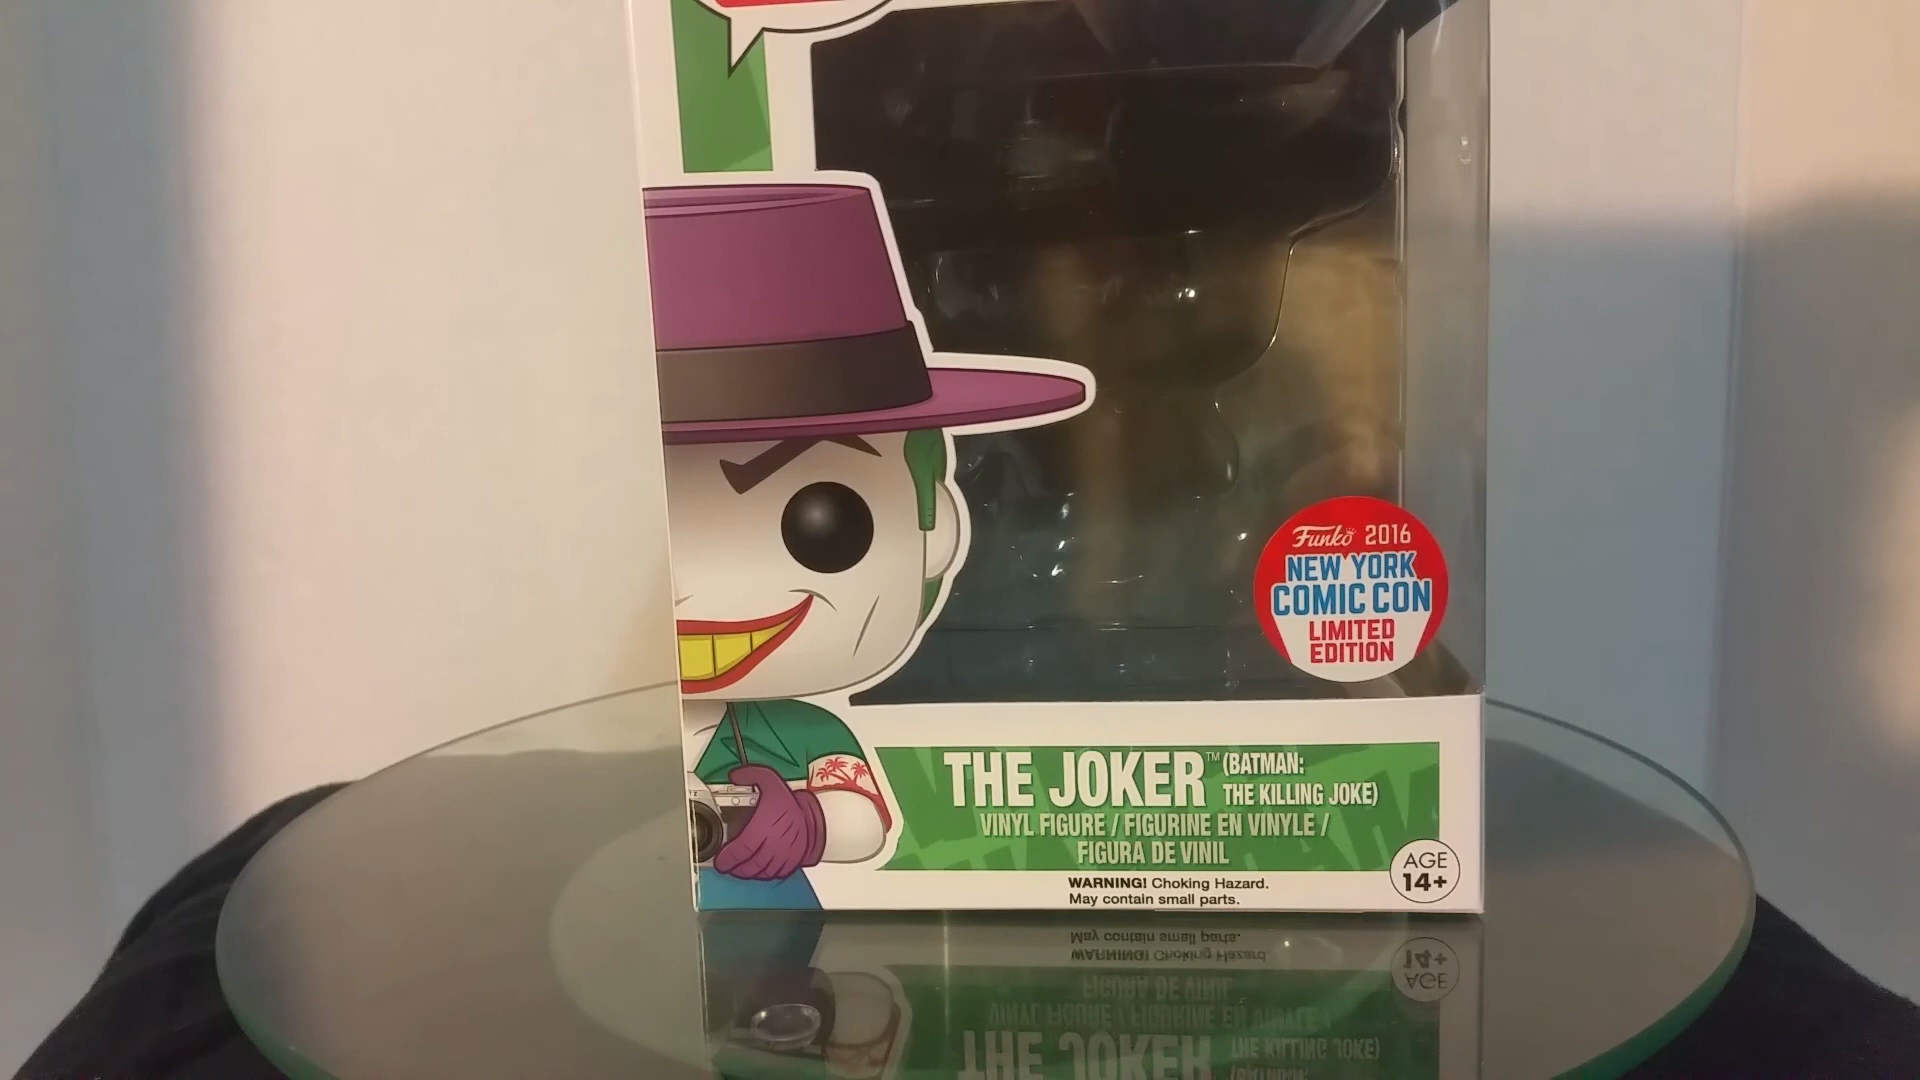 Funko 2016
NEW YORK
COMIC CON
LIMITED
EDITION
THE JOKER™ (BATMAN:
THE KILLING JOKE)
VINYL FIGURE / FIGURINE EN VINYLE /
FIGURA DE VINIL
WARNING! Choking Hazard.
May contain small parts.
AGE
14+